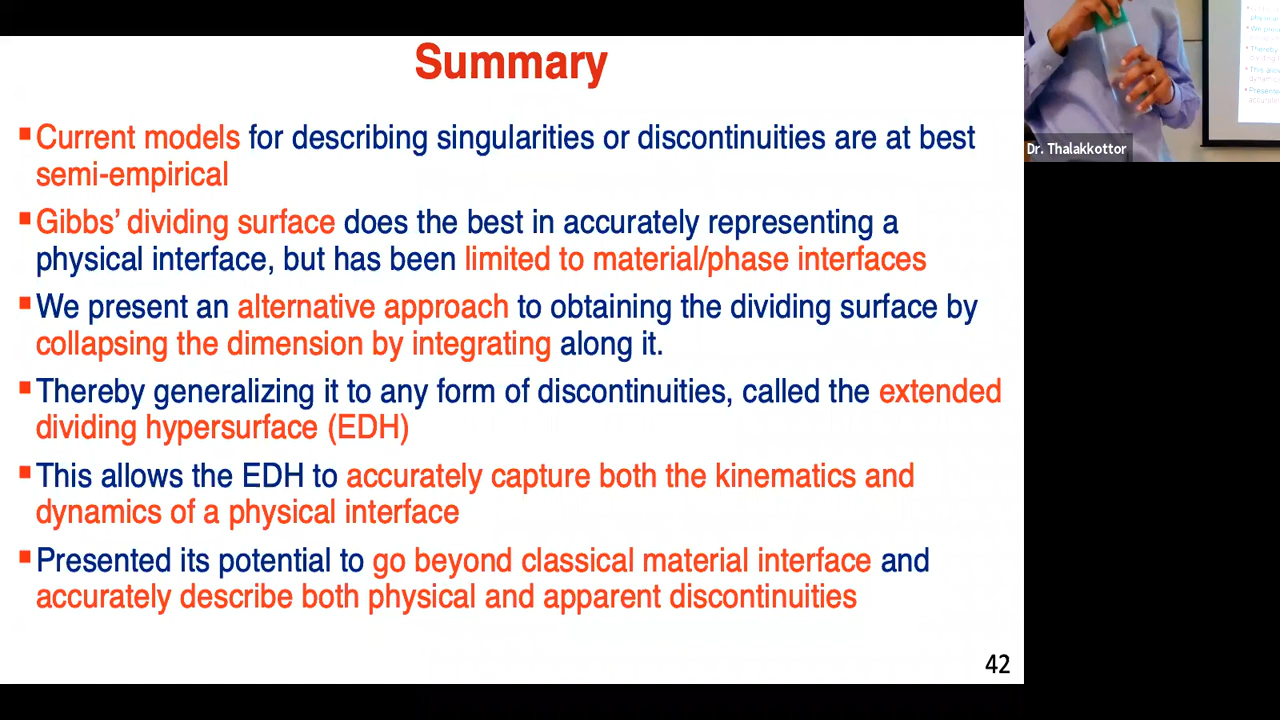 Summary
▪Current models for describing singularities or discontinuities are at best
semi-empirical
▪Gibbs’ dividing surface does the best in accurately representing a
physical interface, but has been limited to material/phase interfaces
▪We present an alternative approach to obtaining the dividing surface by
collapsing the dimension by integrating along it.
▪Thereby generalizing it to any form of discontinuities, called the extended
dividing hypersurface (EDH)
▪This allows the EDH to accurately capture both the kinematics and
dynamics of a physical interface
▪Presented its potential to go beyond classical material interface and
accurately describe both physical and apparent discontinuities
42
Dr. Thalakkottor